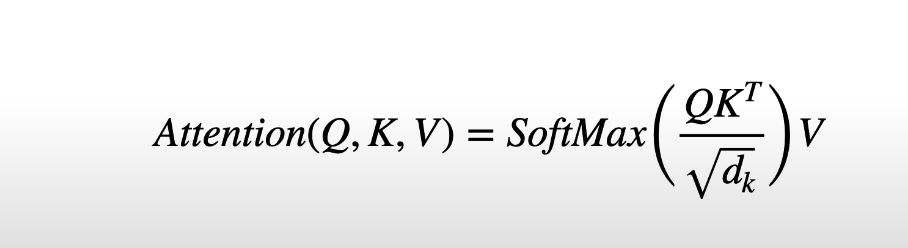 Attention(Q, K, V) = SoftMax(QK^T / √d_k)V